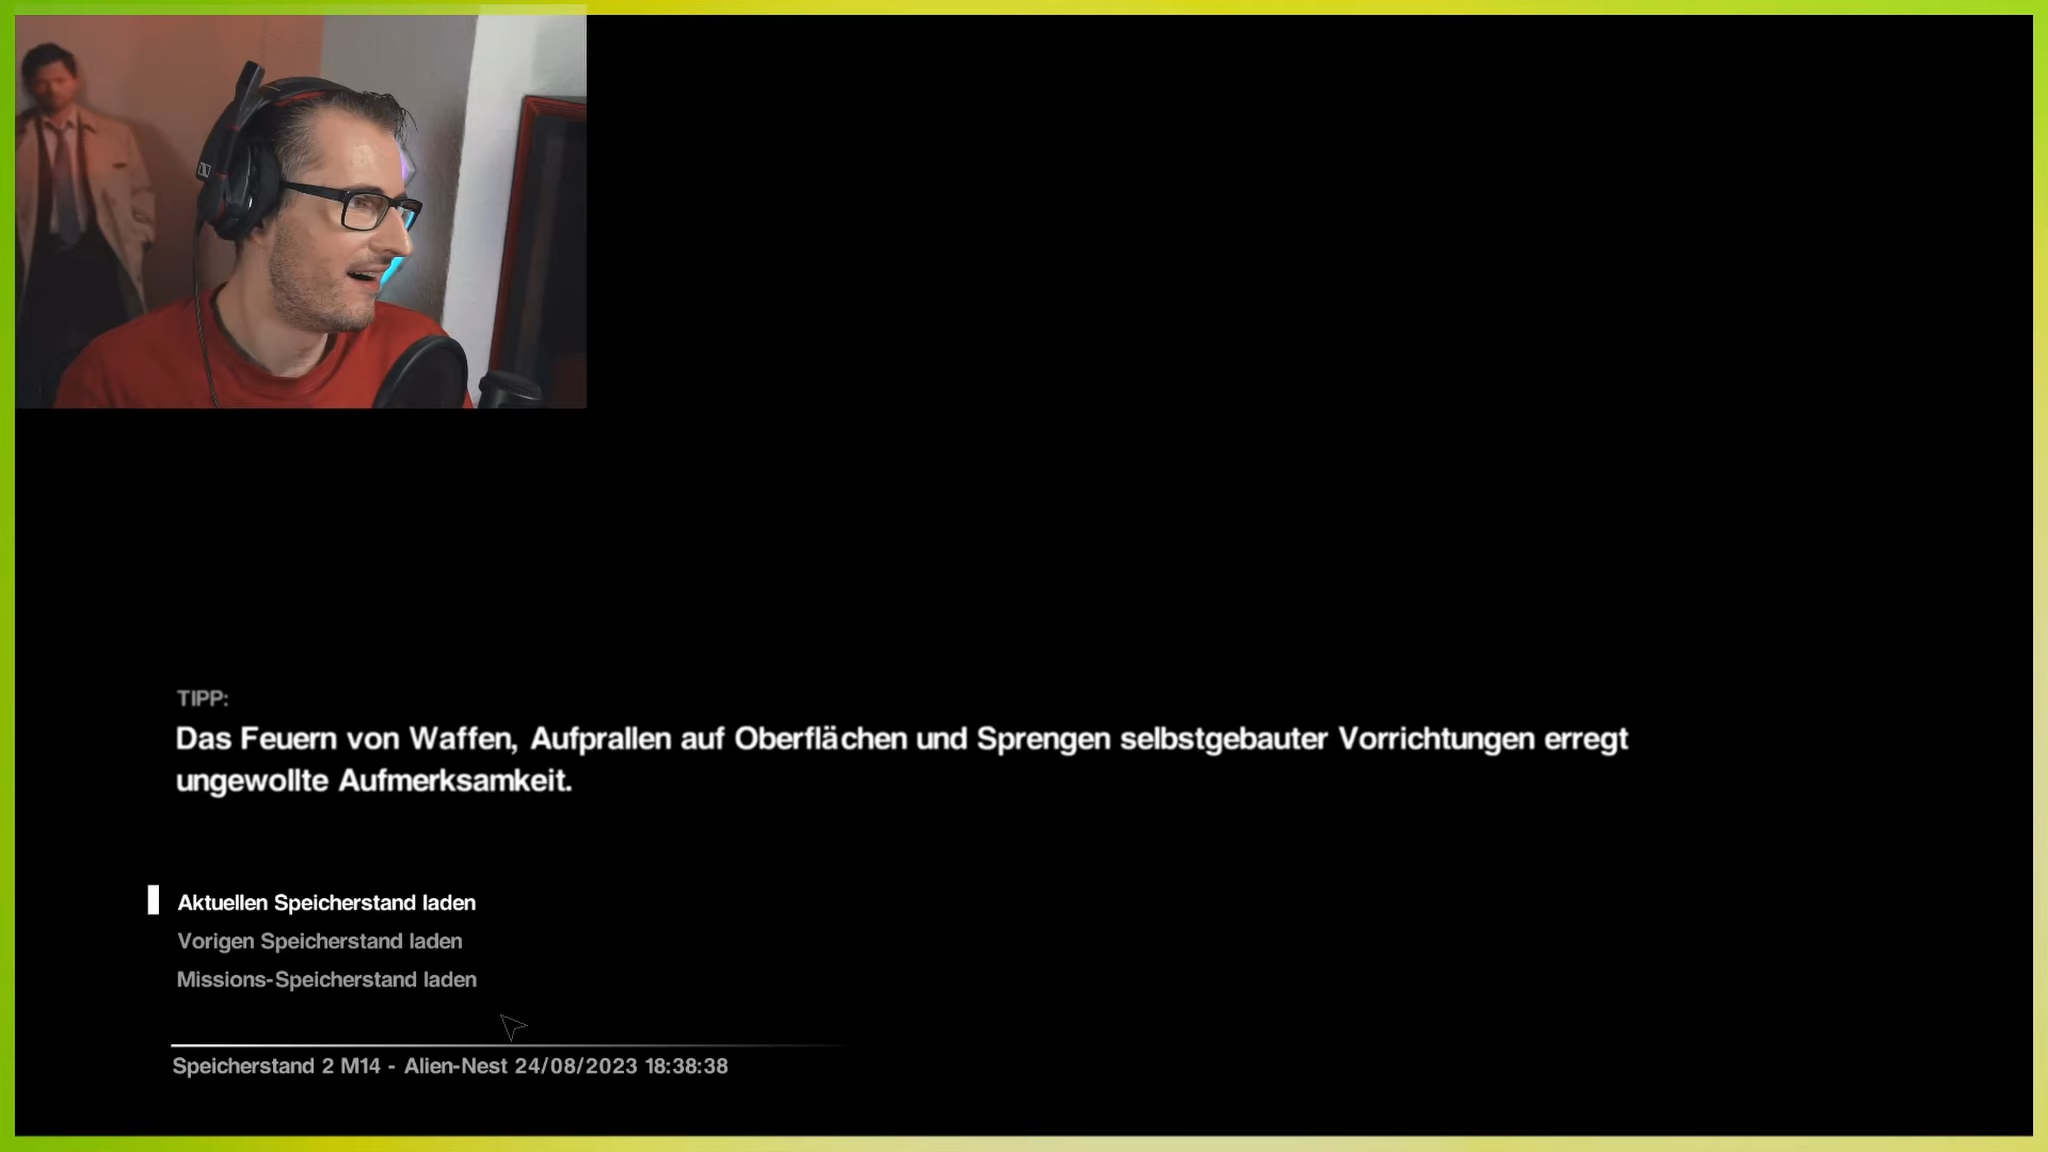 TIPP:
Das Feuern von Waffen, Aufprallen auf Oberflächen und Sprengen selbstgebauter Vorrichtungen erregt
ungewollte Aufmerksamkeit.
Aktuellen Speicherstand laden
Vorigen Speicherstand laden
Missions-Speicherstand laden
Speicherstand 2 M14 - Alien-Nest 24/08/2023 18:38:38